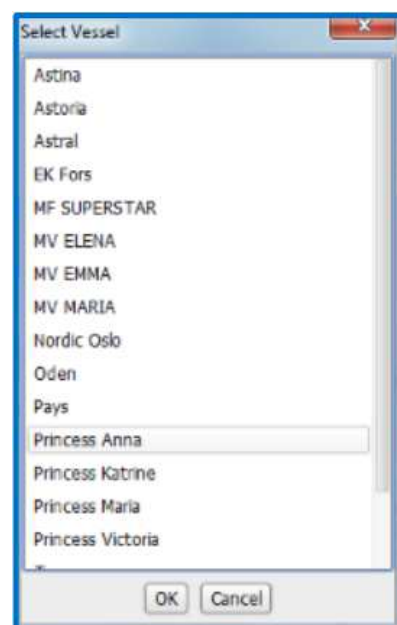 Select Vessel
Astina
Astoria
Astral
EK Fors
MF SUPERSTAR
MV ELENA
MV EMMA
MV MARIA
Nordic Oslo
Oden
Pays
Princess Anna
Princess Katrine
Princess Maria
Princess Victoria
OK Cancel